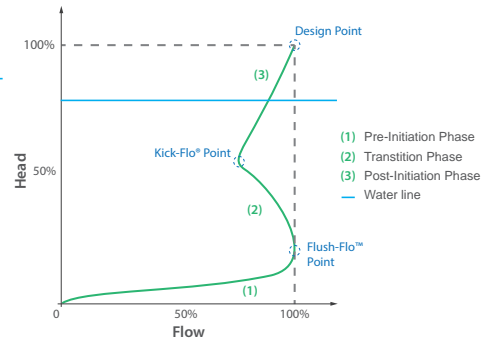 Design Point
100%
(3)
Kick-Flo® Point
(1) Pre-Initiation Phase
(2) Transtition Phase
(3) Post-Initiation Phase
Water line
Head
50%
(2)
Flush-Flo™
Point
(1)
0
50%
100%
Flow